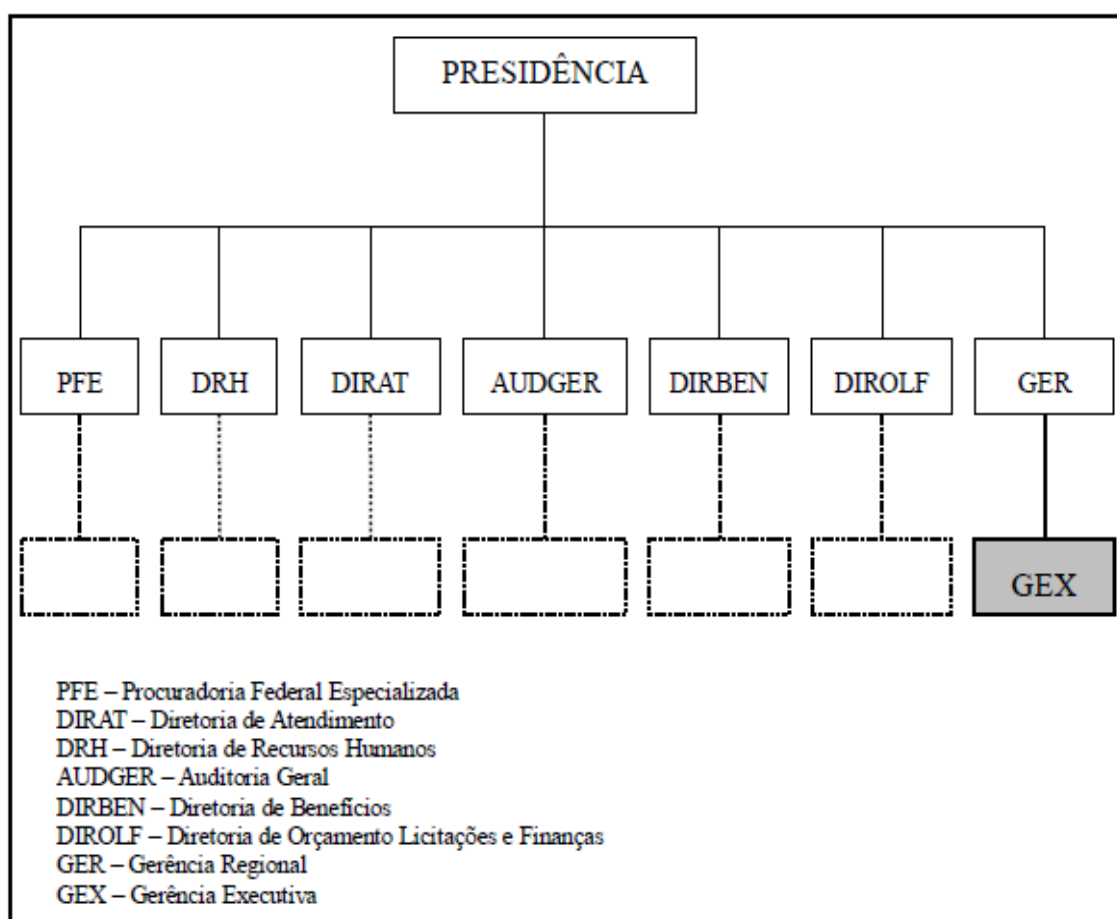 PRESIDÊNCIA
PFE DRH DIRAT AUDGER DIRBEN DIROLF GER
GEX
PFE – Procuradoria Federal Especializada
DIRAT – Diretoria de Atendimento
DRH – Diretoria de Recursos Humanos
AUDGER – Auditoria Geral
DIRBEN – Diretoria de Benefícios
DIROLF – Diretoria de Orçamento Licitações e Finanças
GER – Gerência Regional
GEX – Gerência Executiva